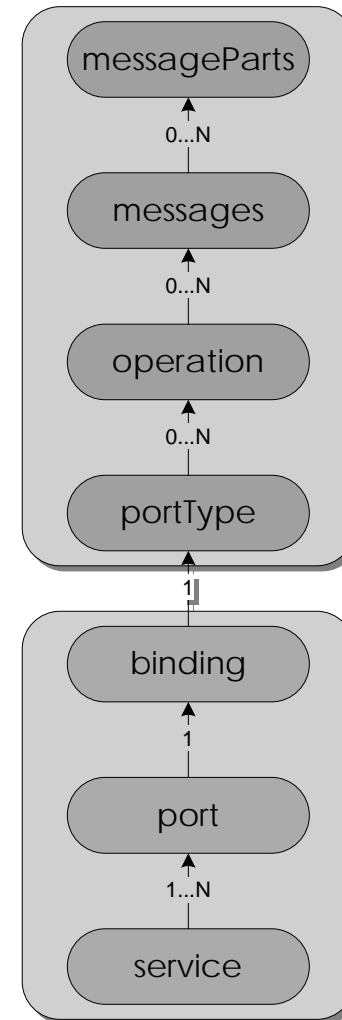 messageParts
0...N
messages
0...N
operation
0...N
portType
1
binding
1
port
1...N
service